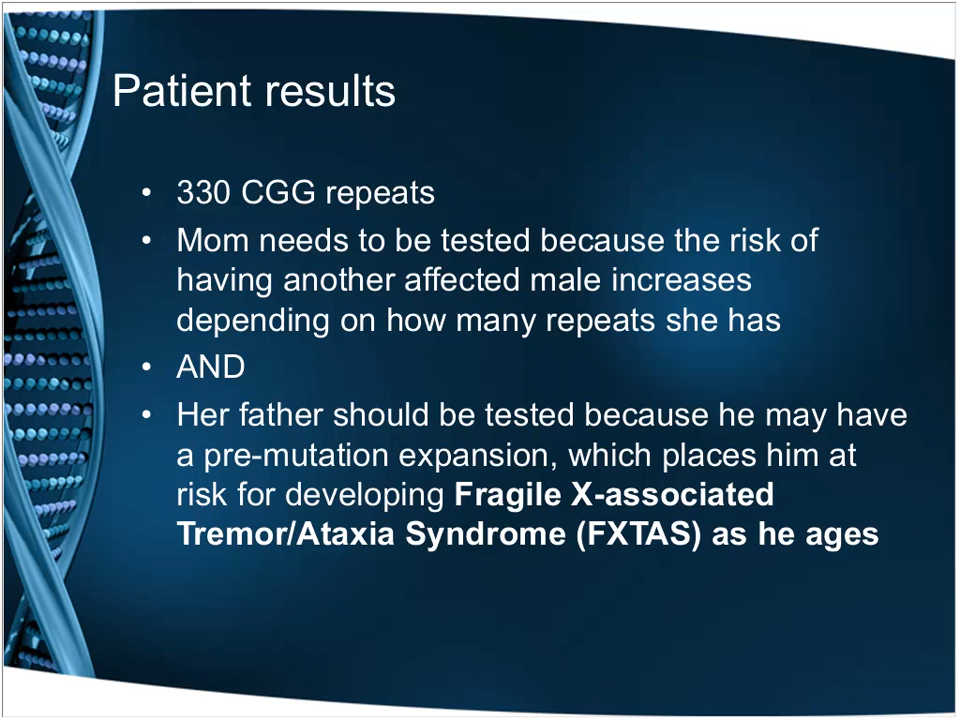 Patient results
• 330 CGG repeats
• Mom needs to be tested because the risk of
having another affected male increases
depending on how many repeats she has
• AND
• Her father should be tested because he may have
a pre-mutation expansion, which places him at
risk for developing Fragile X-associated
Tremor/Ataxia Syndrome (FXTAS) as he ages